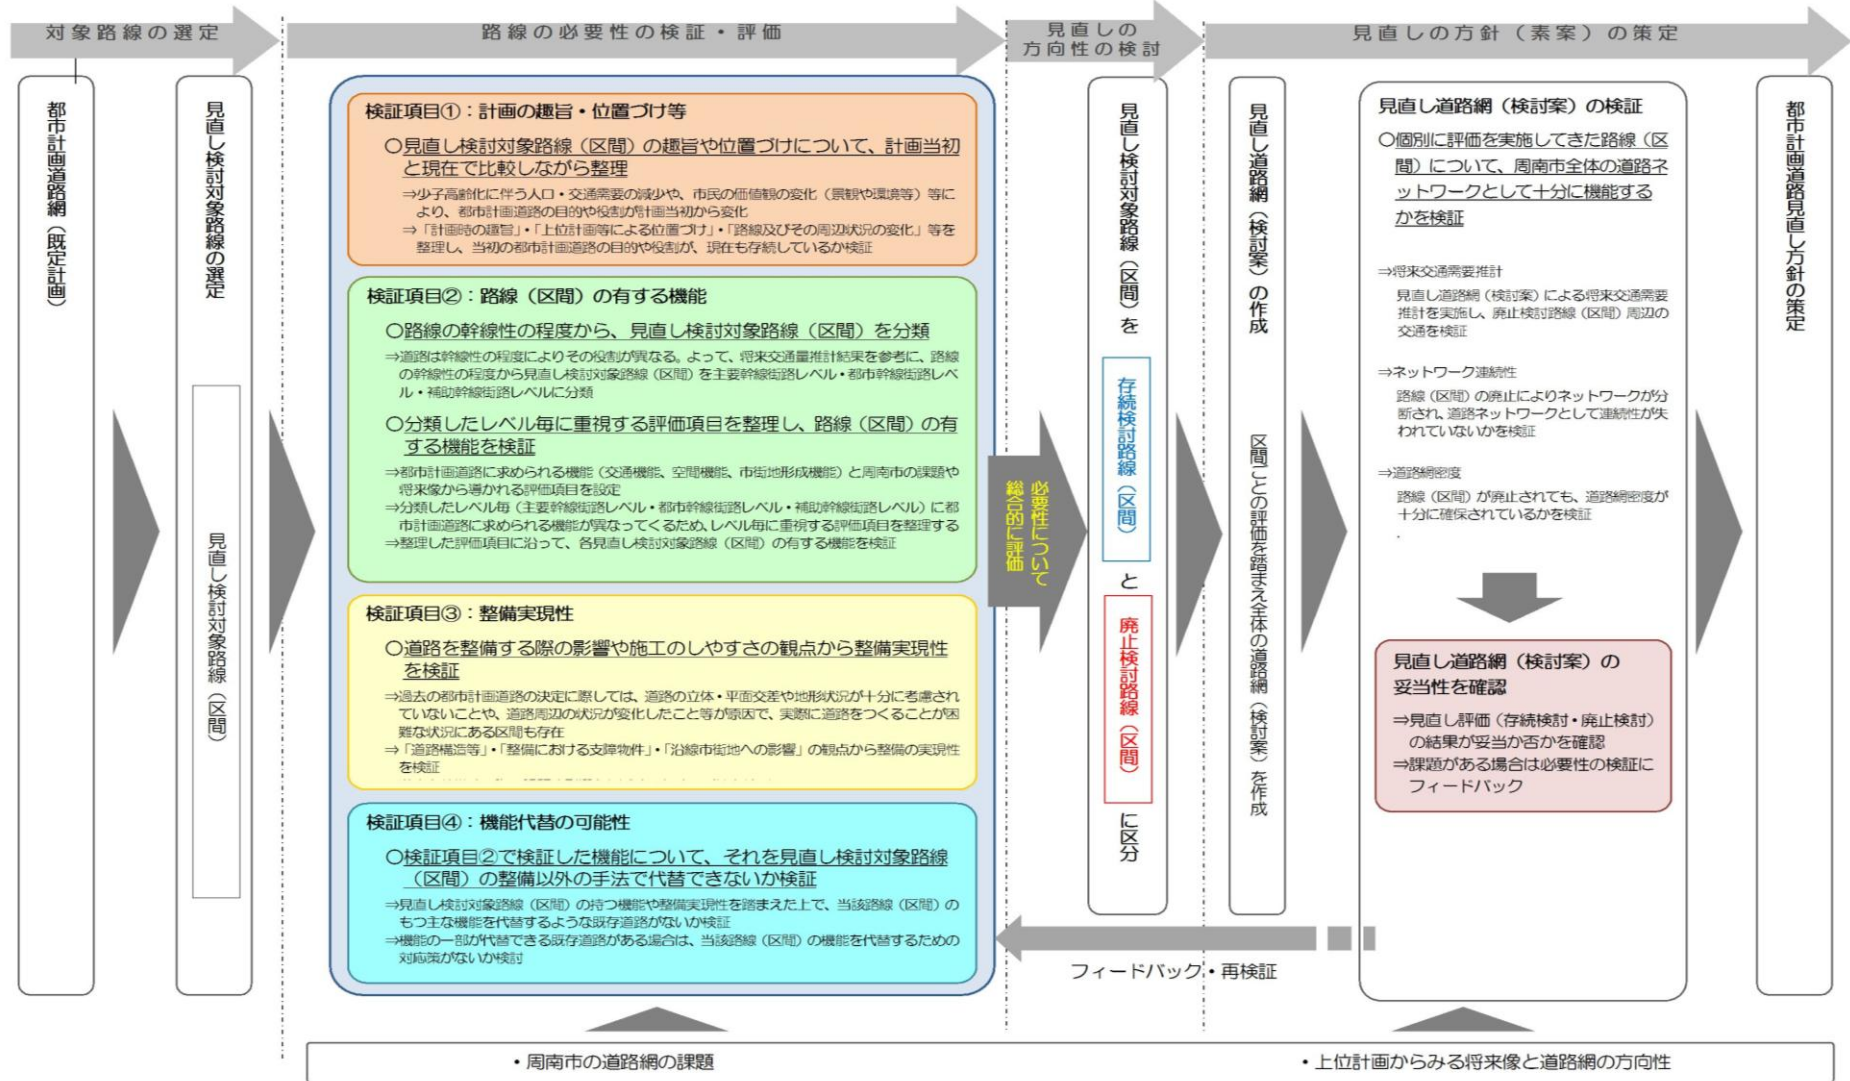 対象路線の選定
路線の必要性の検証・評価
見直しの
方向性の検討
見直しの方針（素案）の策定
都市計画道路網（既定計画）
見直し検討対象路線の選定
見直し検討対象路線（区間）
検証項目①：計画の趣旨・位置づけ等
○見直し検討対象路線（区間）の趣旨や位置づけについて、計画当初
と現在で比較しながら整理
⇒少子高齢化に伴う人口・交通需要の減少や、市民の価値観の変化（景観や環境等）等に
より、都市計画道路の目的や役割が計画当初から変化
⇒「計画時の趣旨」・「上位計画等による位置づけ」・「路線及びその周辺状況の変化」等を
整理し、当初の都市計画道路の目的や役割が、現在も存続しているか検証
検証項目②：路線（区間）の有する機能
○路線の幹線性の程度から、見直し検討対象路線（区間）を分類
⇒道路は幹線性の程度によりその役割が異なる。よって、将来交通量推計結果を参考に、路線
の幹線性の程度から見直し検討対象路線（区間）を主要幹線街路レベル・都市幹線街路レベ
ル・補助幹線街路レベルに分類
○分類したレベル毎に重視する評価項目を整理し、路線（区間）の有
する機能を検証
⇒都市計画道路に求められる機能（交通機能、空間機能、市街地形成機能）と周南市の課題や
将来像から導かれる評価項目を設定
⇒分類したレベル毎（主要幹線街路レベル・都市幹線街路レベル・補助幹線街路レベル）に都
市計画道路に求められる機能が異なってくるため、レベル毎に重視する評価項目を整理する
⇒整理した評価項目に沿って、各見直し検討対象路線（区間）の有する機能を検証
検証項目③：整備実現性
○道路を整備する際の影響や施工のしやすさの観点から整備実現性
を検証
⇒過去の都市計画道路の決定に際しては、道路の立体・平面交差や地形状況が十分に考慮され
ていないことや、道路周辺の状況が変化したこと等が原因で、実際に道路をつくることが困
難な状況にある区間も存在
⇒「道路構造等」・「整備における支障物件」・「沿線市街地への影響」の観点から整備の実現性
を検証
検証項目④：機能代替の可能性
○検証項目②で検証した機能について、それを見直し検討対象路線
（区間）の整備以外の手法で代替できないか検証
⇒見直し検討対象路線（区間）の持つ機能や整備実現性を踏まえた上で、当該路線（区間）の
もつ主な機能を代替するような既存道路がないか検証
⇒機能の一部が代替できる既存道路がある場合は、当該路線（区間）の機能を代替するための
対応策がないか検討
必要性について
総合的に評価
見直し検討対象路線（区間）を
存続検討路線（区間）
と
廃止検討路線（区間）
に区分
見直し道路網（検討案）の作成
区間ごとの評価を踏まえ全体の道路網（検討案）を作成
見直し道路網（検討案）の検証
○個別に評価を実施してきた路線（区
間）について、周南市全体の道路ネ
ットワークとして十分に機能する
かを検証
⇒将来交通需要推計
見直し道路網（検討案）による将来交通需要
推計を実施し、廃止検討路線（区間）周辺の
交通を検証
⇒ネットワーク連続性
路線（区間）の廃止によりネットワークが分
断され、道路ネットワークとして連続性が失
われていないかを検証
⇒道路網密度
路線（区間）が廃止されても、道路網密度が
十分に確保されているかを検証
.
見直し道路網（検討案）の
妥当性を確認
⇒見直し評価（存続検討・廃止検討）
の結果が妥当か否かを確認
⇒課題がある場合は必要性の検証に
フィードバック
都市計画道路見直し方針の策定
フィードバック・再検証
・周南市の道路網の課題
・上位計画からみる将来像と道路網の方向性